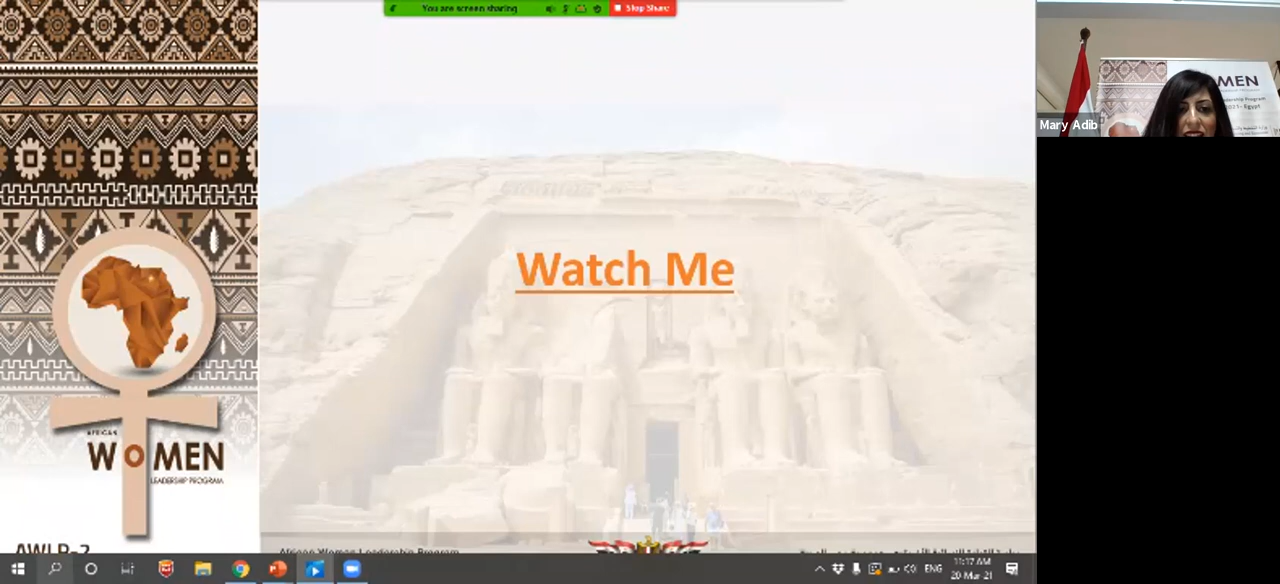 You are screen sharing
Stop Share
Watch Me
AFRICAN
WOMEN
LEADERSHIP PROGRAM
AWLP-2
African Women Leadership Program
MEN
Mary Adib
ENG
11:17 AM
20-Mar-21